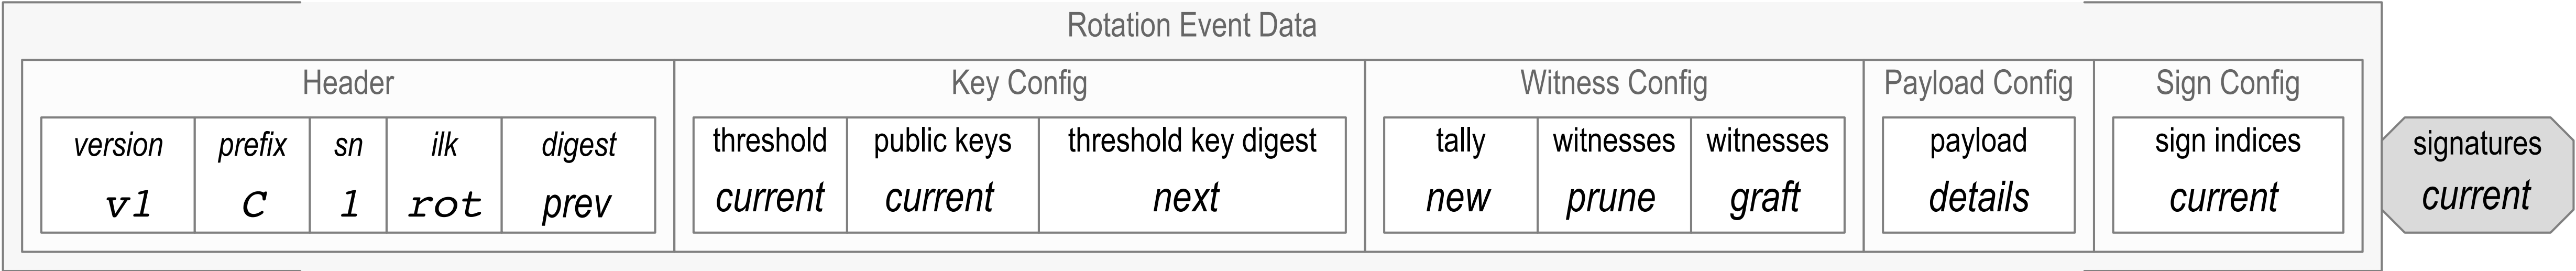 Rotation Event Data
Header Key Config Witness Config Payload Config Sign Config
version prefix sn ilk digest threshold public keys threshold key digest tally witnesses witnesses payload sign indices signatures
v1 C 1 rot prev current current next new prune graft details current current